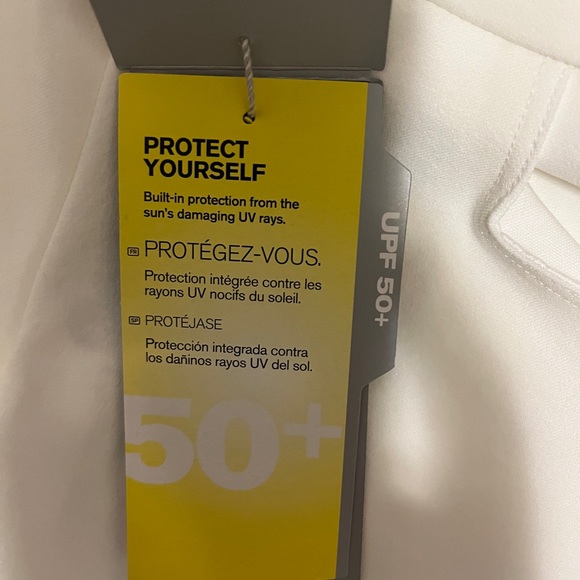 PROTECT
YOURSELF
Built-in protection from the
sun's damaging UV rays.
FR PROTÉGEZ-VOUS.
Protection intégrée contre les
rayons UV nocifs du soleil.
SP PROTÉJASE
Protección integrada contra
los dañinos rayos UV del sol.
50+
UPF 50+